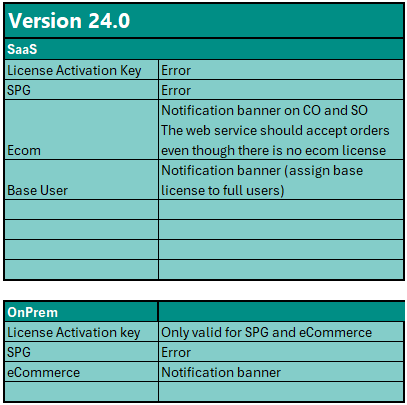 Version 24.0
SaaS
License Activation Key Error
SPG Error
Notification banner on CO and SO
The web service should accept orders
Ecom even though there is no ecom license
Notification banner (assign base
Base User license to full users)
OnPrem
License Activation key Only valid for SPG and eCommerce
SPG Error
eCommerce Notification banner